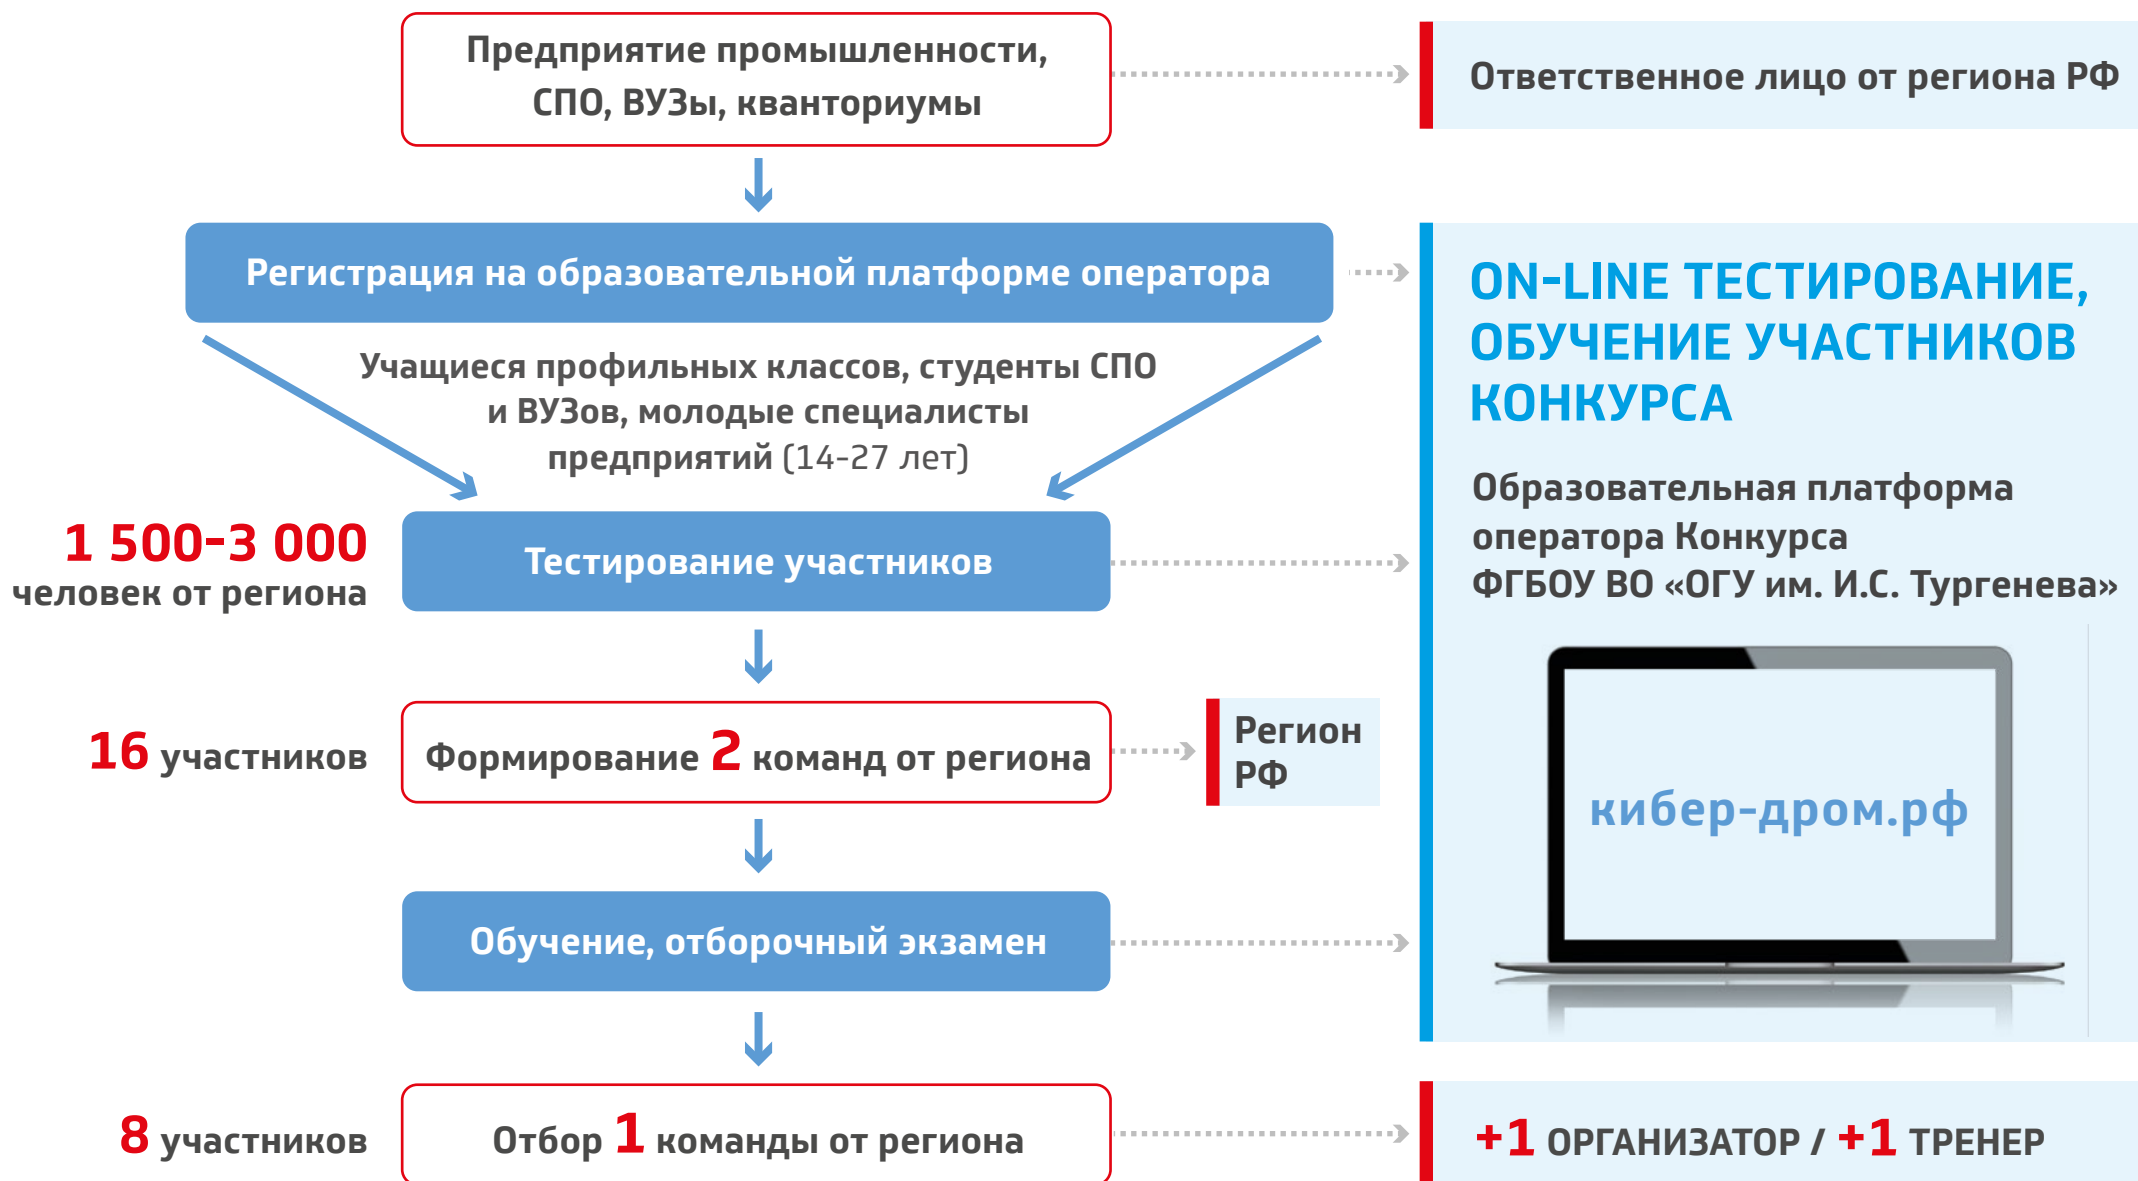 Предприятие промышленности,
СПО, ВУЗы, кванториумы
Ответственное лицо от региона РФ
Регистрация на образовательной платформе оператора
Учащиеся профильных классов, студенты СПО
и ВУЗов, молодые специалисты
предприятий (14-27 лет)
ON-LINE ТЕСТИРОВАНИЕ,
ОБУЧЕНИЕ УЧАСТНИКОВ
КОНКУРСА
Образовательная платформа
оператора Конкурса
ФГБОУ ВО «ОГУ им. И.С. Тургенева»
кибер-дром.рф
1 500-3 000
человек от региона
Тестирование участников
16 участников
Формирование 2 команд от региона
Регион
РФ
Обучение, отборочный экзамен
8 участников
Отбор 1 команды от региона
+1 ОРГАНИЗАТОР / +1 ТРЕНЕР